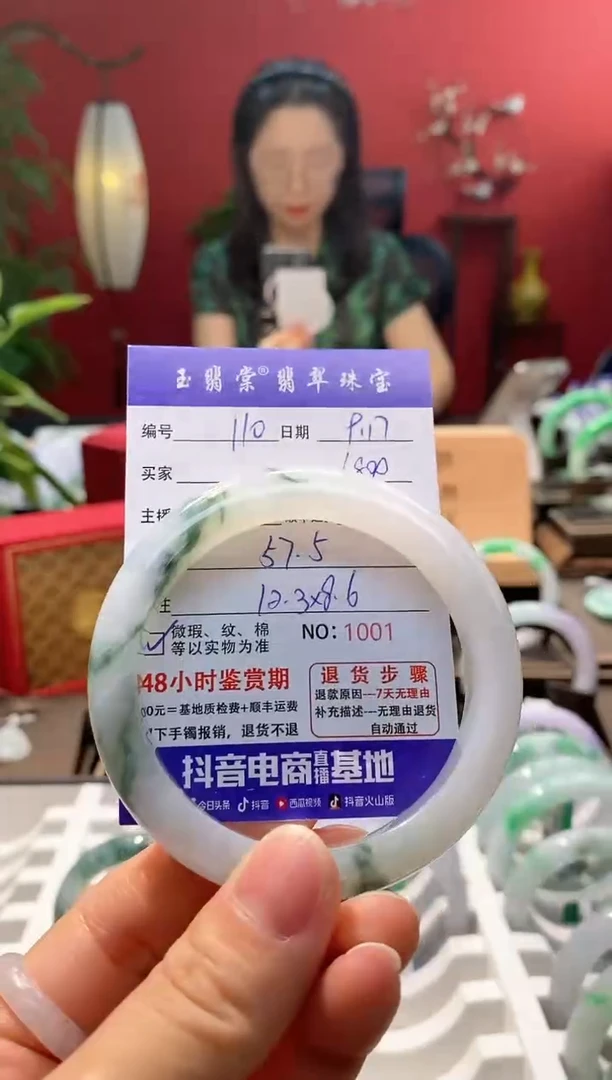 玉翡棠®翡翠珠宝
编号 110 日期 9.17
买家 1800
主播
57.5
主 12.3x8.6
微瑕、纹、棉 NO: 1001
等以实物为准
48小时鉴赏期
退货步骤
退款原因---7天无理由
补充描述---无理由退货
自动通过
00元=基地质检费+顺丰运费
下手镯报销，退货不退
抖音电商直播基地
今日头条 抖音 西瓜视频 抖音火山版